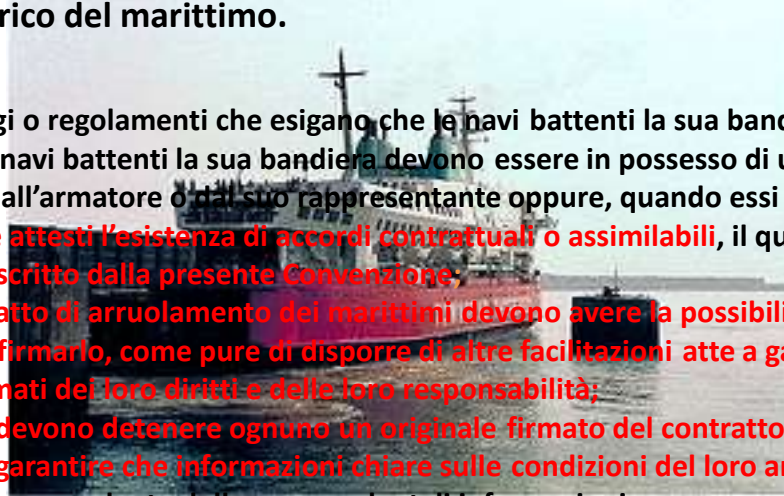 rico del marittimo.
gi o regolamenti che esigano che le navi battenti la sua band
navi battenti la sua bandiera devono essere in possesso di u
all'armatore o dal suo rappresentante oppure, quando essi
e attesti l'esistenza di accordi contrattuali o assimilabili, il qu
scritto dalla presente Convenzione;
atto di arruolamento dei marittimi devono avere la possibili
firmarlo, come pure di disporre di altre facilitazioni atte a ga
mati dei loro diritti e delle loro responsabilità;
devono detenere ognuno un originale firmato del contratto
garantire che informazioni chiare sulle condizioni del loro a